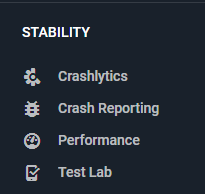 STABILITY
Crashlytics
Crash Reporting
Performance
Test Lab